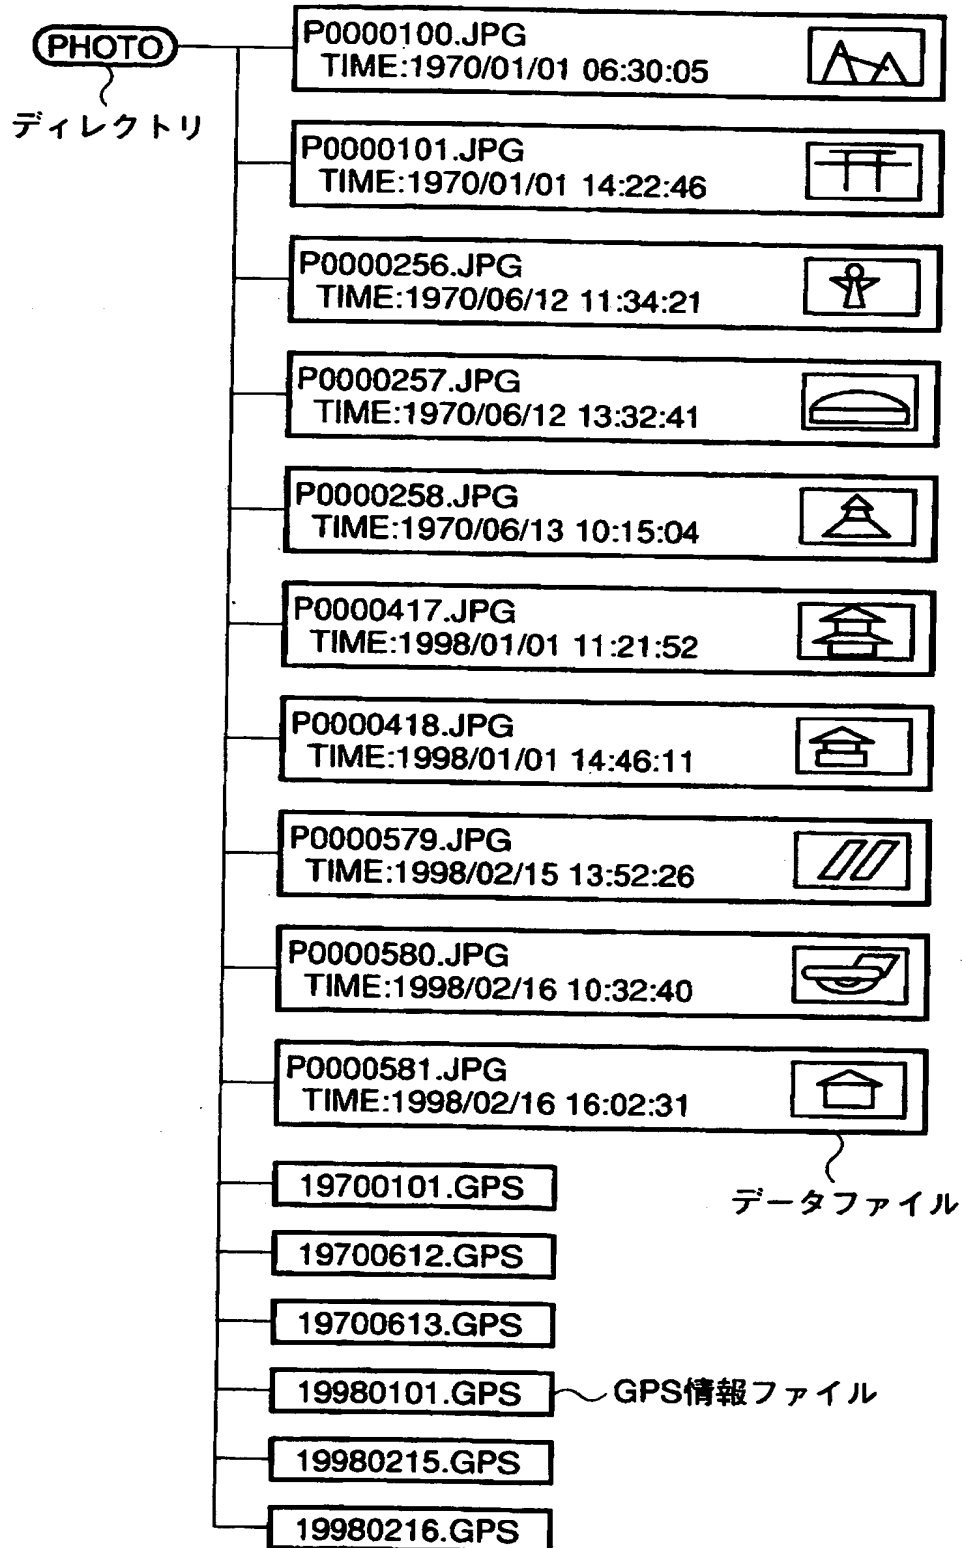 PHOTO
ディレクトリ
P0000100.JPG
TIME:1970/01/01 06:30:05
P0000101.JPG
TIME:1970/01/01 14:22:46
P0000256.JPG
TIME:1970/06/12 11:34:21
P0000257.JPG
TIME:1970/06/12 13:32:41
P0000258.JPG
TIME:1970/06/13 10:15:04
P0000417.JPG
TIME:1998/01/01 11:21:52
P0000418.JPG
TIME:1998/01/01 14:46:11
P0000579.JPG
TIME:1998/02/15 13:52:26
P0000580.JPG
TIME:1998/02/16 10:32:40
P0000581.JPG
TIME:1998/02/16 16:02:31
データファイル
19700101.GPS
19700612.GPS
19700613.GPS
19980101.GPS
GPS情報ファイル
19980215.GPS
19980216.GPS